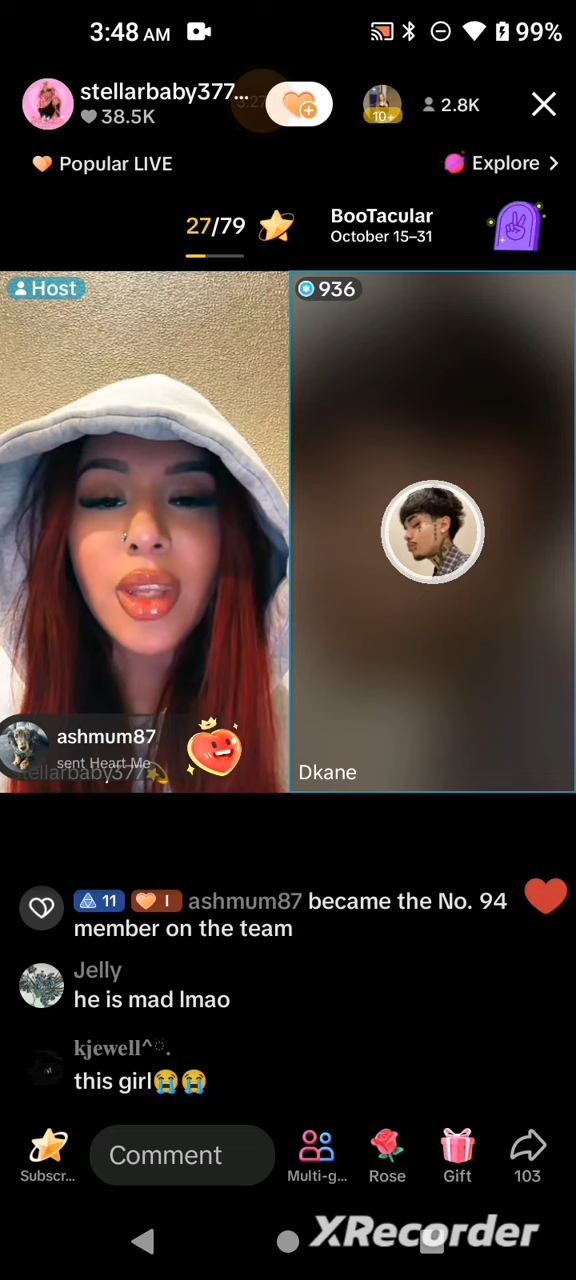 3:48 AM
99%
stellarbaby377...
38.5K
10+
2.8K
Popular LIVE
Explore
27/79
BooTacular
October 15–31
Host
936
ashmum87
sent Heart Me
tellarbaby377
Dkane
11 I ashmum87 became the No. 94
member on the team
Jelly
he is mad lmao
kjewell^.
this girl😭😭
Subscr...
Comment
Multi-g...
Rose
Gift
103
XRecorder